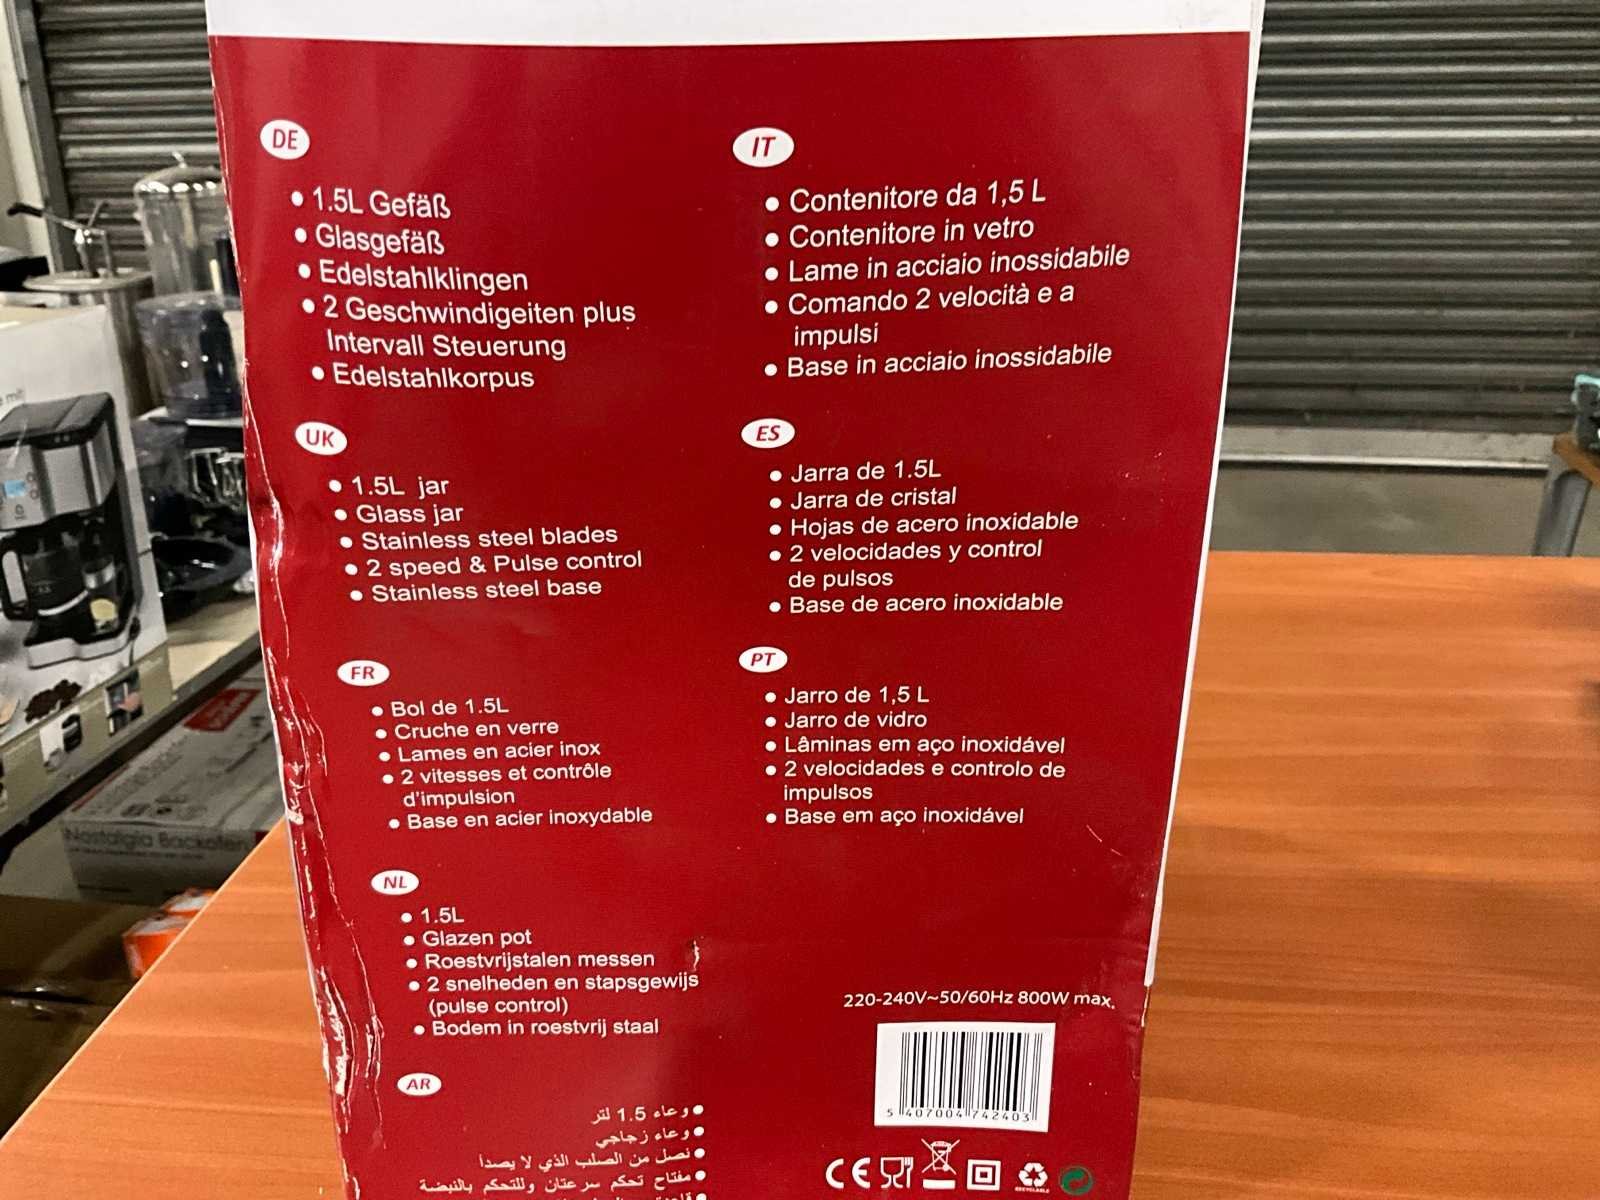 DE
• 1.5L Gefäß
• Glasgefäß
• Edelstahlklingen
• 2 Geschwindigeiten plus
Intervall Steuerung
• Edelstahlkorpus
UK
• 1.5L jar
• Glass jar
• Stainless steel blades
• 2 speed & Pulse control
• Stainless steel base
FR
• Bol de 1.5L
• Cruche en verre
• Lames en acier inox
• 2 vitesses et contrôle
d'impulsion
• Base en acier inoxydable
NL
• 1.5L
• Glazen pot
• Roestvrijstalen messen
• 2 snelheden en stapsgewijs
(pulse control)
• Bodem in roestvrij staal
AR
• وعاء 1.5 لتر
• وعاء زجاجي
• نصل من الصلب الذي لا يصدأ
• مفتاح تحكم سرعتان وللتحكم بالنبضة
IT
• Contenitore da 1,5 L
• Contenitore in vetro
• Lame in acciaio inossidabile
• Comando 2 velocità e a
impulsi
• Base in acciaio inossidabile
ES
• Jarra de 1.5L
• Jarra de cristal
• Hojas de acero inoxidable
• 2 velocidades y control
de pulsos
• Base de acero inoxidable
PT
• Jarro de 1,5 L
• Jarro de vidro
• Lâminas em aço inoxidável
• 2 velocidades e controlo de
impulsos
• Base em aço inoxidável
220-240V~50/60Hz 800W max.
5 407004 742403
CE
RECYCLABLE
Nostalgia Backofen